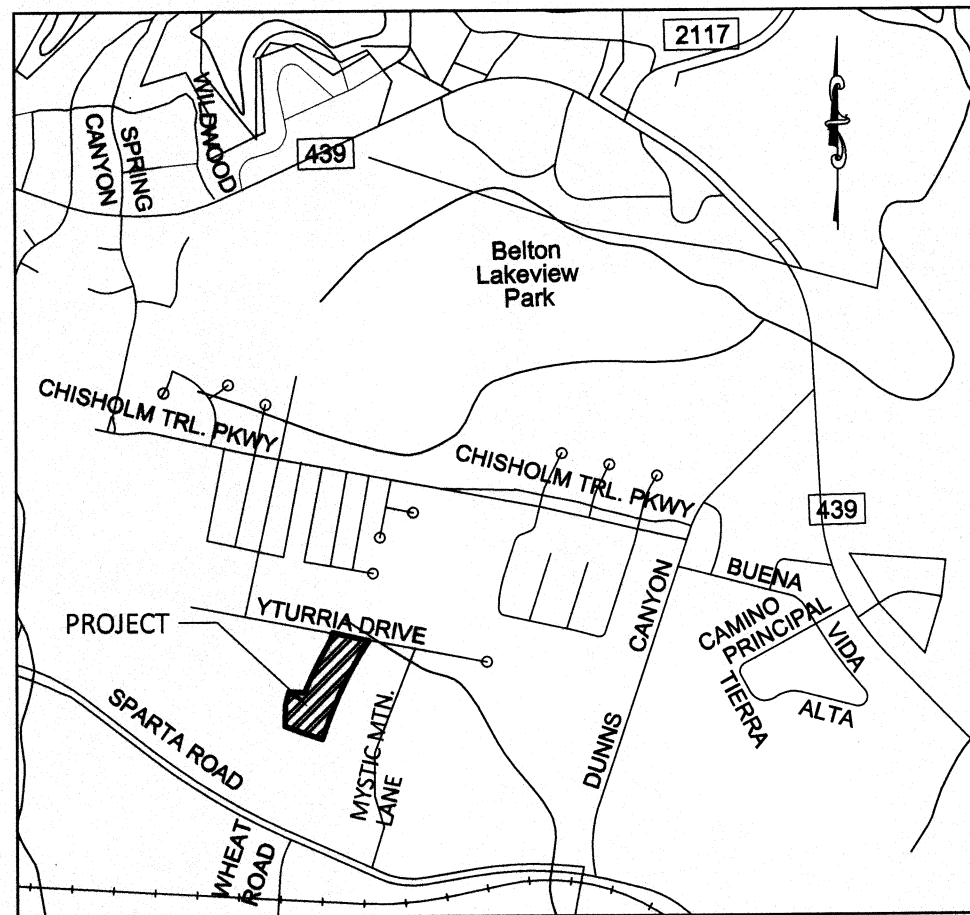 2117
WILDWOOD
SPRING
CANYON
439
Belton
Lakeview
Park
CHISHOLM TRL. PKWY
CHISHOLM TRL. PKWY
439
BUENA
VIDA
CAMINO
PRINCIPAL
TIERRA
ALTA
DUNNS CANYON
YTURRIA DRIVE
PROJECT
MYSTIC MTN.
LANE
SPARTA ROAD
WHEAT
ROAD